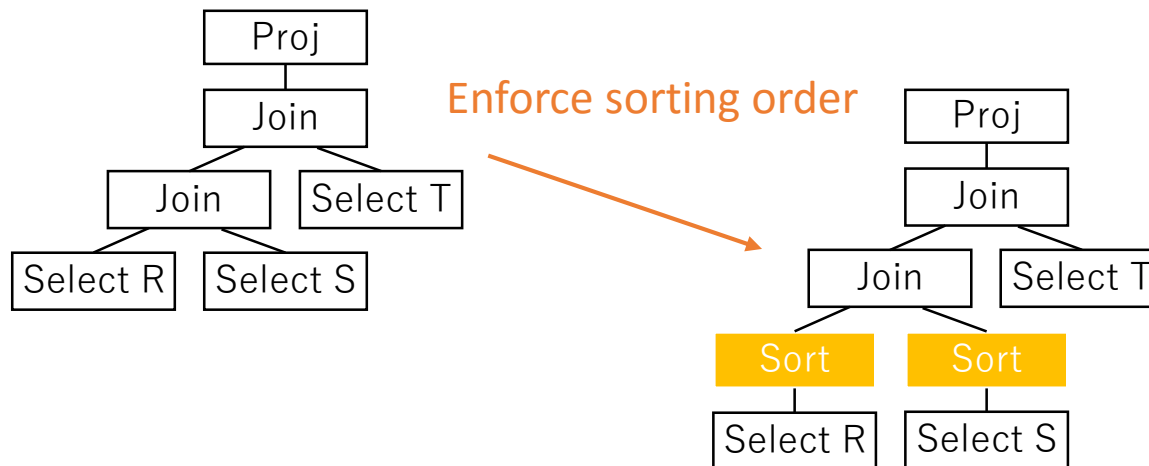 Proj
Join
Join
Select T
Select R
Select S
Enforce sorting order
Proj
Join
Join
Select T
Sort
Sort
Select R
Select S